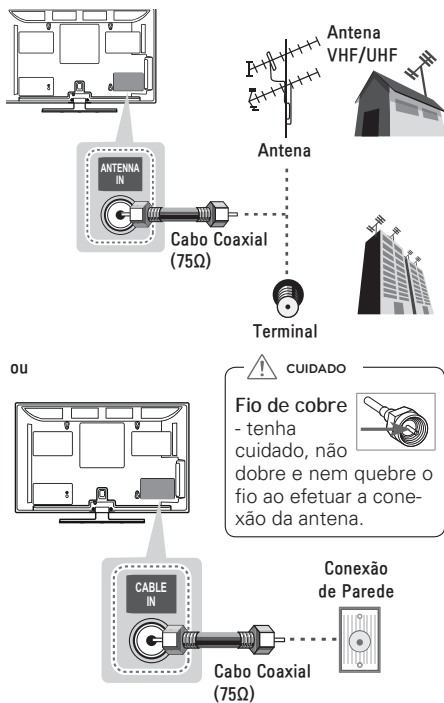 Antena
VHF/UHF
Antena
ANTENNA
IN
Cabo Coaxial
(75Ω)
Terminal
ou
CUIDADO
Fio de cobre
- tenha
cuidado, não
dobre e nem quebre o
fio ao efetuar a cone-
xão da antena.
CABLE
IN
Conexão
de Parede
Cabo Coaxial
(75Ω)